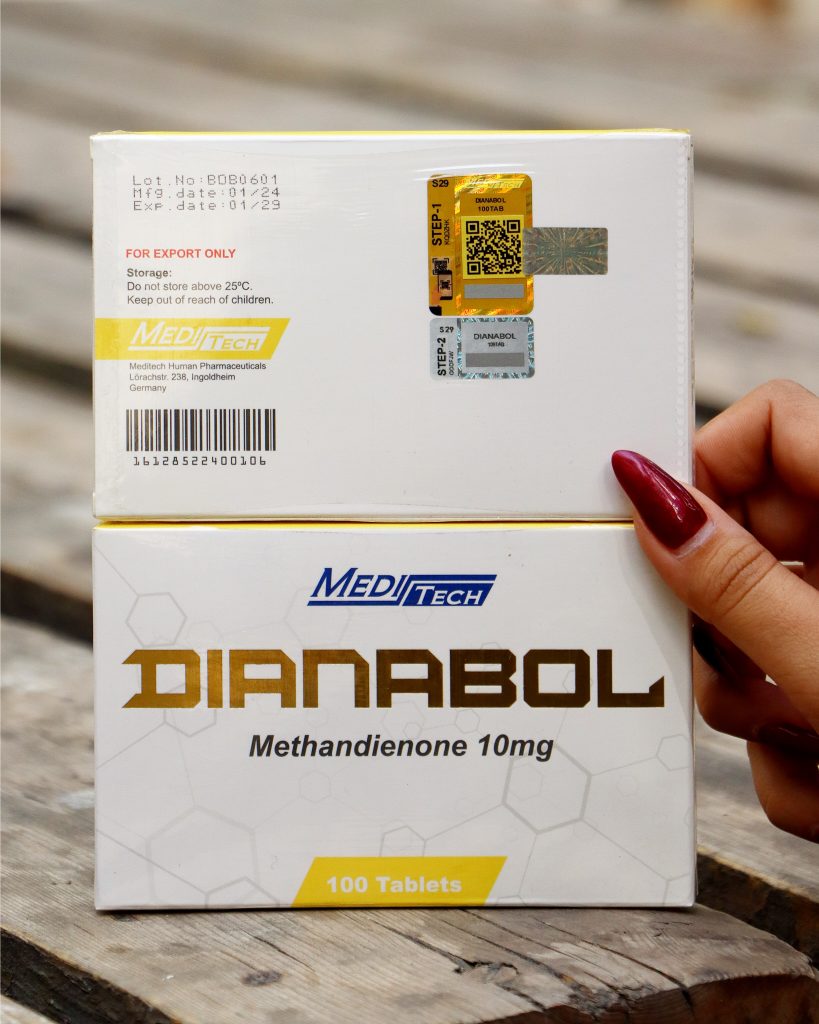 Lot.No:BDB0601
Mfg.date:01/24
Exp.date:01/29
FOR EXPORT ONLY
Storage:
Do not store above 25ºC.
Keep out of reach of children.
MEDITECH
Meditech Human Pharmaceuticals
Lörachstr. 238, Ingoldheim
Germany
16128522400106
S29
MEDITECH
DIANABOL
100TAB
STEP-1
S29
DIANABOL
STEP-2
MEDITECH
DIANABOL
Methandienone 10mg
100 Tablets